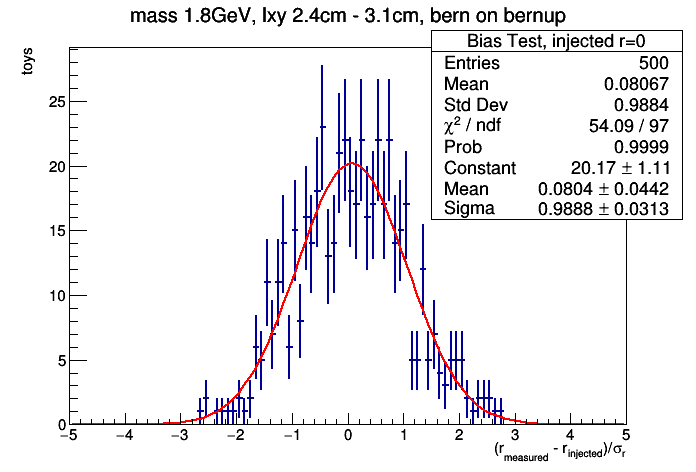 mass 1.8GeV, lxy 2.4cm - 3.1cm, bern on bernup
Bias Test, injected r=0
Entries 500
Mean 0.08067
Std Dev 0.9884
χ² / ndf 54.09 / 97
Prob 0.9999
Constant 20.17 ± 1.11
Mean 0.0804 ± 0.0442
Sigma 0.9888 ± 0.0313
toys
25
20
15
10
5
0
−5 −4 −3 −2 −1 0 1 2 3 4 5
(r_measured - r_injected)/σ_r